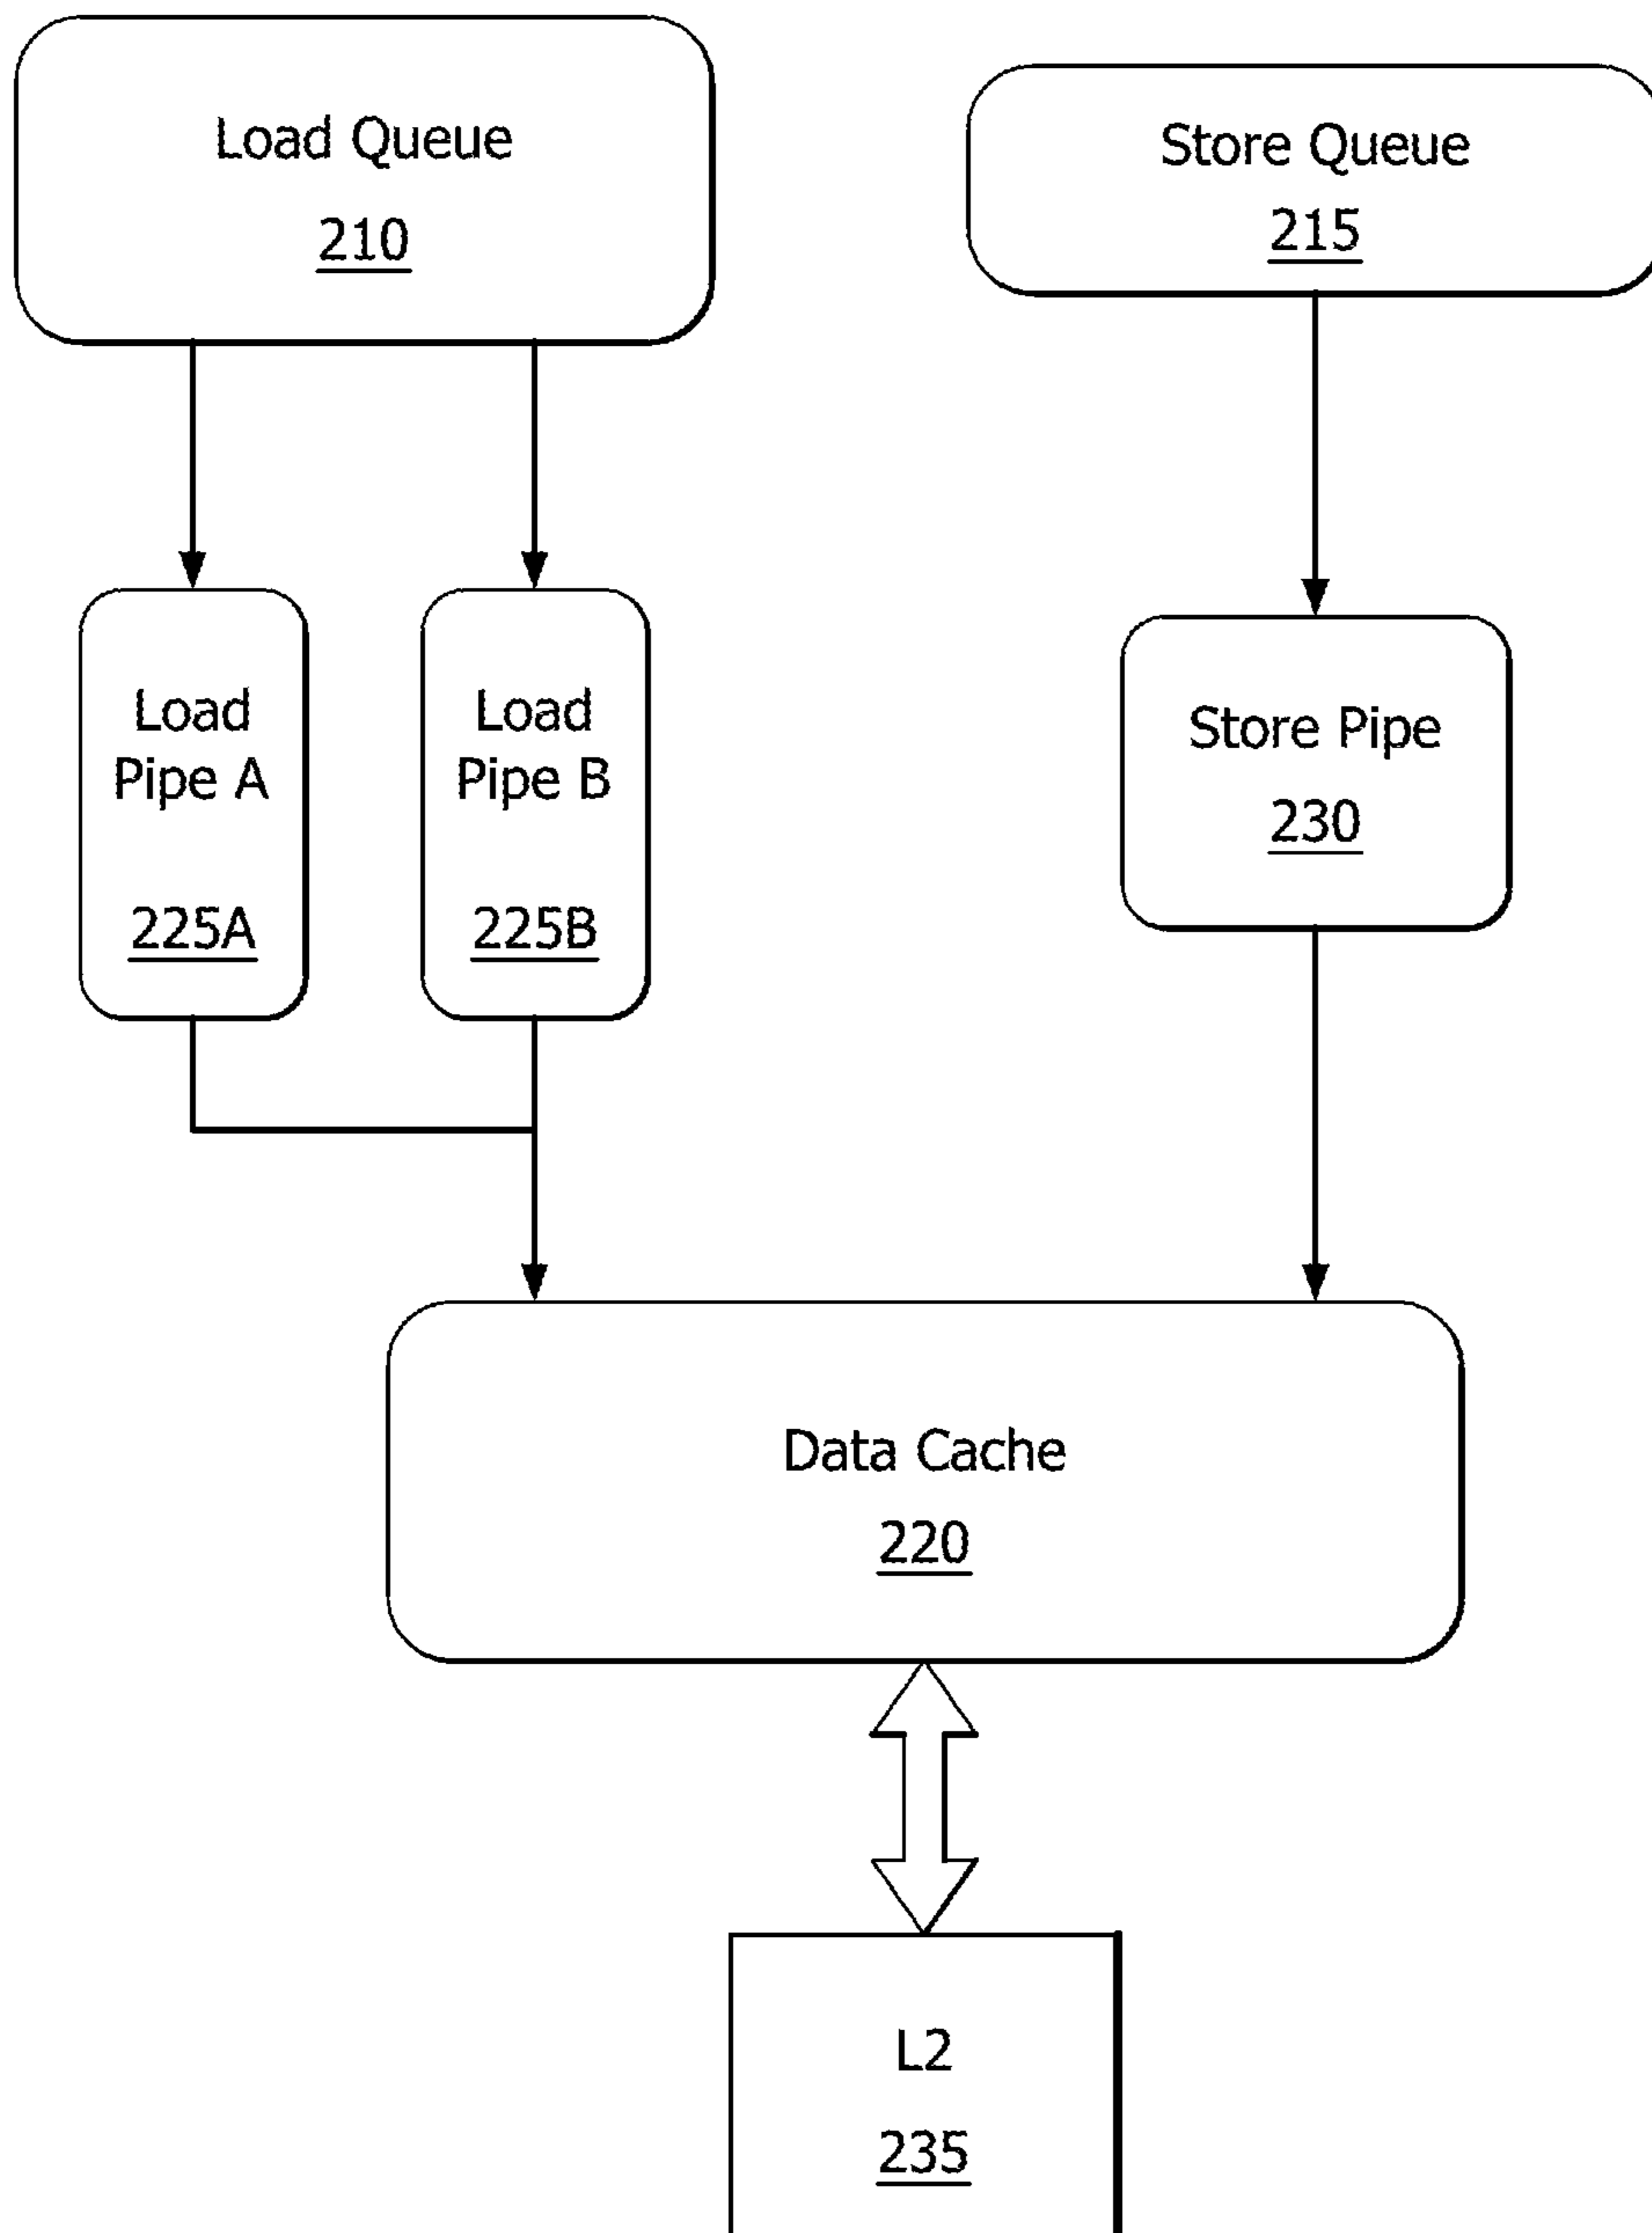 Load Queue
210
Store Queue
215
Load
Pipe A
225A
Load
Pipe B
225B
Store Pipe
230
Data Cache
220
L2
235